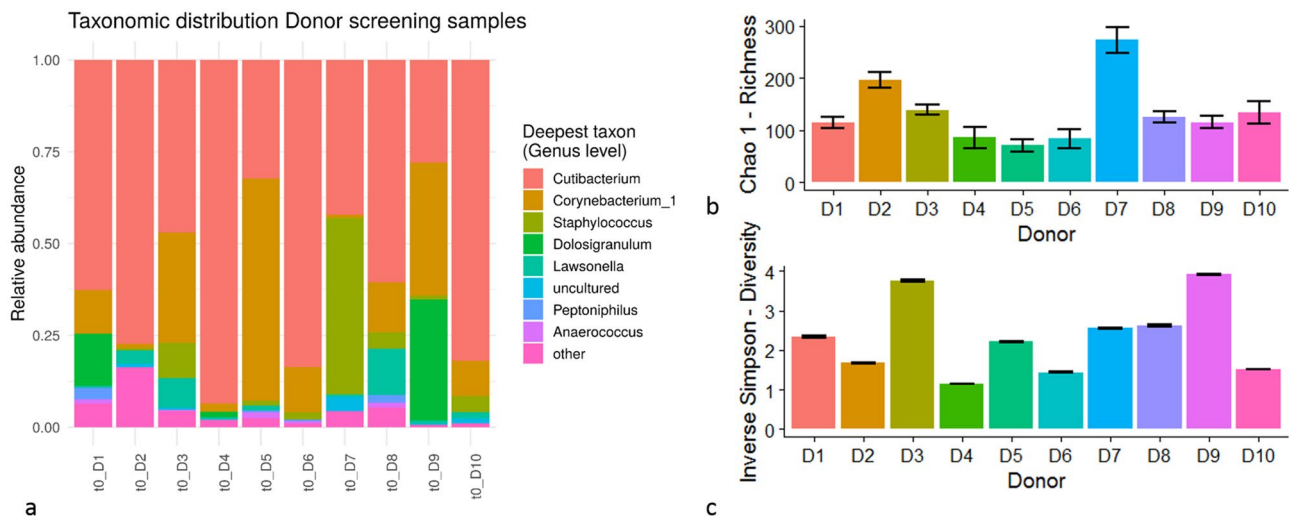 Taxonomic distribution Donor screening samples
1.00
0.75
0.50
0.25
0.00
Relative abundance
t0_D1
t0_D2
t0_D3
t0_D4
t0_D5
t0_D6
t0_D7
t0_D8
t0_D9
t0_D10
Deepest taxon
(Genus level)
Cutibacterium
Corynebacterium_1
Staphylococcus
Dolosigranulum
Lawsonella
uncultured
Peptoniphilus
Anaerococcus
other
a
Chao 1 - Richness
300
200
100
0
D1 D2 D3 D4 D5 D6 D7 D8 D9 D10
Donor
b
Inverse Simpson - Diversity
4
3
2
1
0
D1 D2 D3 D4 D5 D6 D7 D8 D9 D10
Donor
c